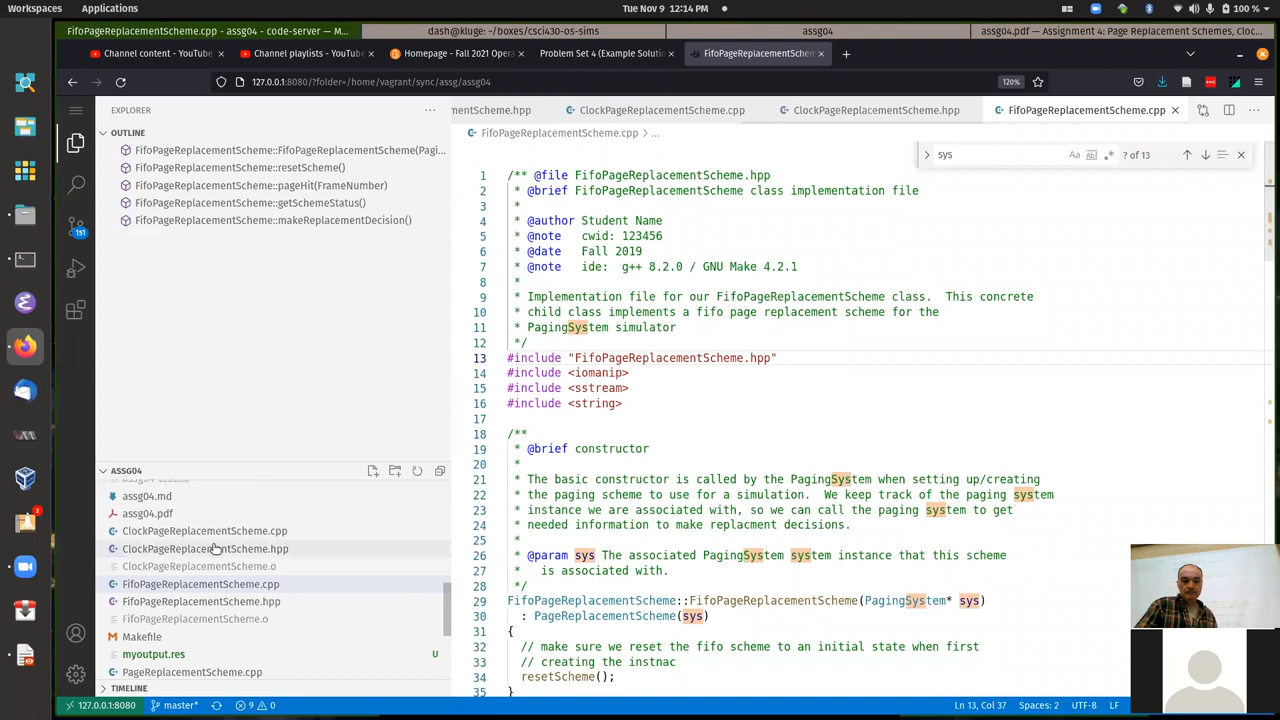 Workspaces
Applications
Tue Nov 9 12:14 PM
100 %
FifoPageReplacementScheme.cpp - assg04 - code-server — M...
dash@kluge: ~/boxes/csci430-os-sims
assg04
assg04.pdf — Assignment 4: Page Replacement Schemes, Cloc...
Channel content - YouTube
Channel playlists - YouTube
Homepage - Fall 2021 Opera
Problem Set 4 (Example Solutio
FifoPageReplacementScheme
127.0.0.1:8080/?folder=/home/vagrant/sync/assg/assg04
120%
EXPLORER
mentScheme.hpp
ClockPageReplacementScheme.cpp
ClockPageReplacementScheme.hpp
FifoPageReplacementScheme.cpp
OUTLINE
FifoPageReplacementScheme::FifoPageReplacementScheme(Pagi...
FifoPageReplacementScheme::resetScheme()
FifoPageReplacementScheme::pageHit(FrameNumber)
FifoPageReplacementScheme::getSchemeStatus()
FifoPageReplacementScheme::makeReplacementDecision()
151
FifoPageReplacementScheme.cpp > ...
sys
Aa
? of 13
1 /** @file FifoPageReplacementScheme.hpp
2 * @brief FifoPageReplacementScheme class implementation file
3 *
4 * @author Student Name
5 * @note cwid: 123456
6 * @date Fall 2019
7 * @note ide: g++ 8.2.0 / GNU Make 4.2.1
8 *
9 * Implementation file for our FifoPageReplacementScheme class. This concrete
10 * child class implements a fifo page replacement scheme for the
11 * PagingSystem simulator
12 */
13 #include "FifoPageReplacementScheme.hpp"
14 #include <iomanip>
15 #include <sstream>
16 #include <string>
17
18 /**
19 * @brief constructor
20 *
21 * The basic constructor is called by the PagingSystem when setting up/creating
22 * the paging scheme to use for a simulation. We keep track of the paging system
23 * instance we are associated with, so we can call the paging system to get
24 * needed information to make replacment decisions.
25 *
26 * @param sys The associated PagingSystem system instance that this scheme
27 * is associated with.
28 */
29 FifoPageReplacementScheme::FifoPageReplacementScheme(PagingSystem* sys)
30 : PageReplacementScheme(sys)
31 {
32 // make sure we reset the fifo scheme to an initial state when first
33 // creating the instnac
34 resetScheme();
35 }
ASSG04
assg04.md
assg04.pdf
ClockPageReplacementScheme.cpp
ClockPageReplacementScheme.hpp
ClockPageReplacementScheme.o
FifoPageReplacementScheme.cpp
FifoPageReplacementScheme.hpp
FifoPageReplacementScheme.o
Makefile
myoutput.res
U
PageReplacementScheme.cpp
2
TIMELINE
127.0.0.1:8080
master*
9
0
Ln 13, Col 37
Spaces: 2
UTF-8
LF